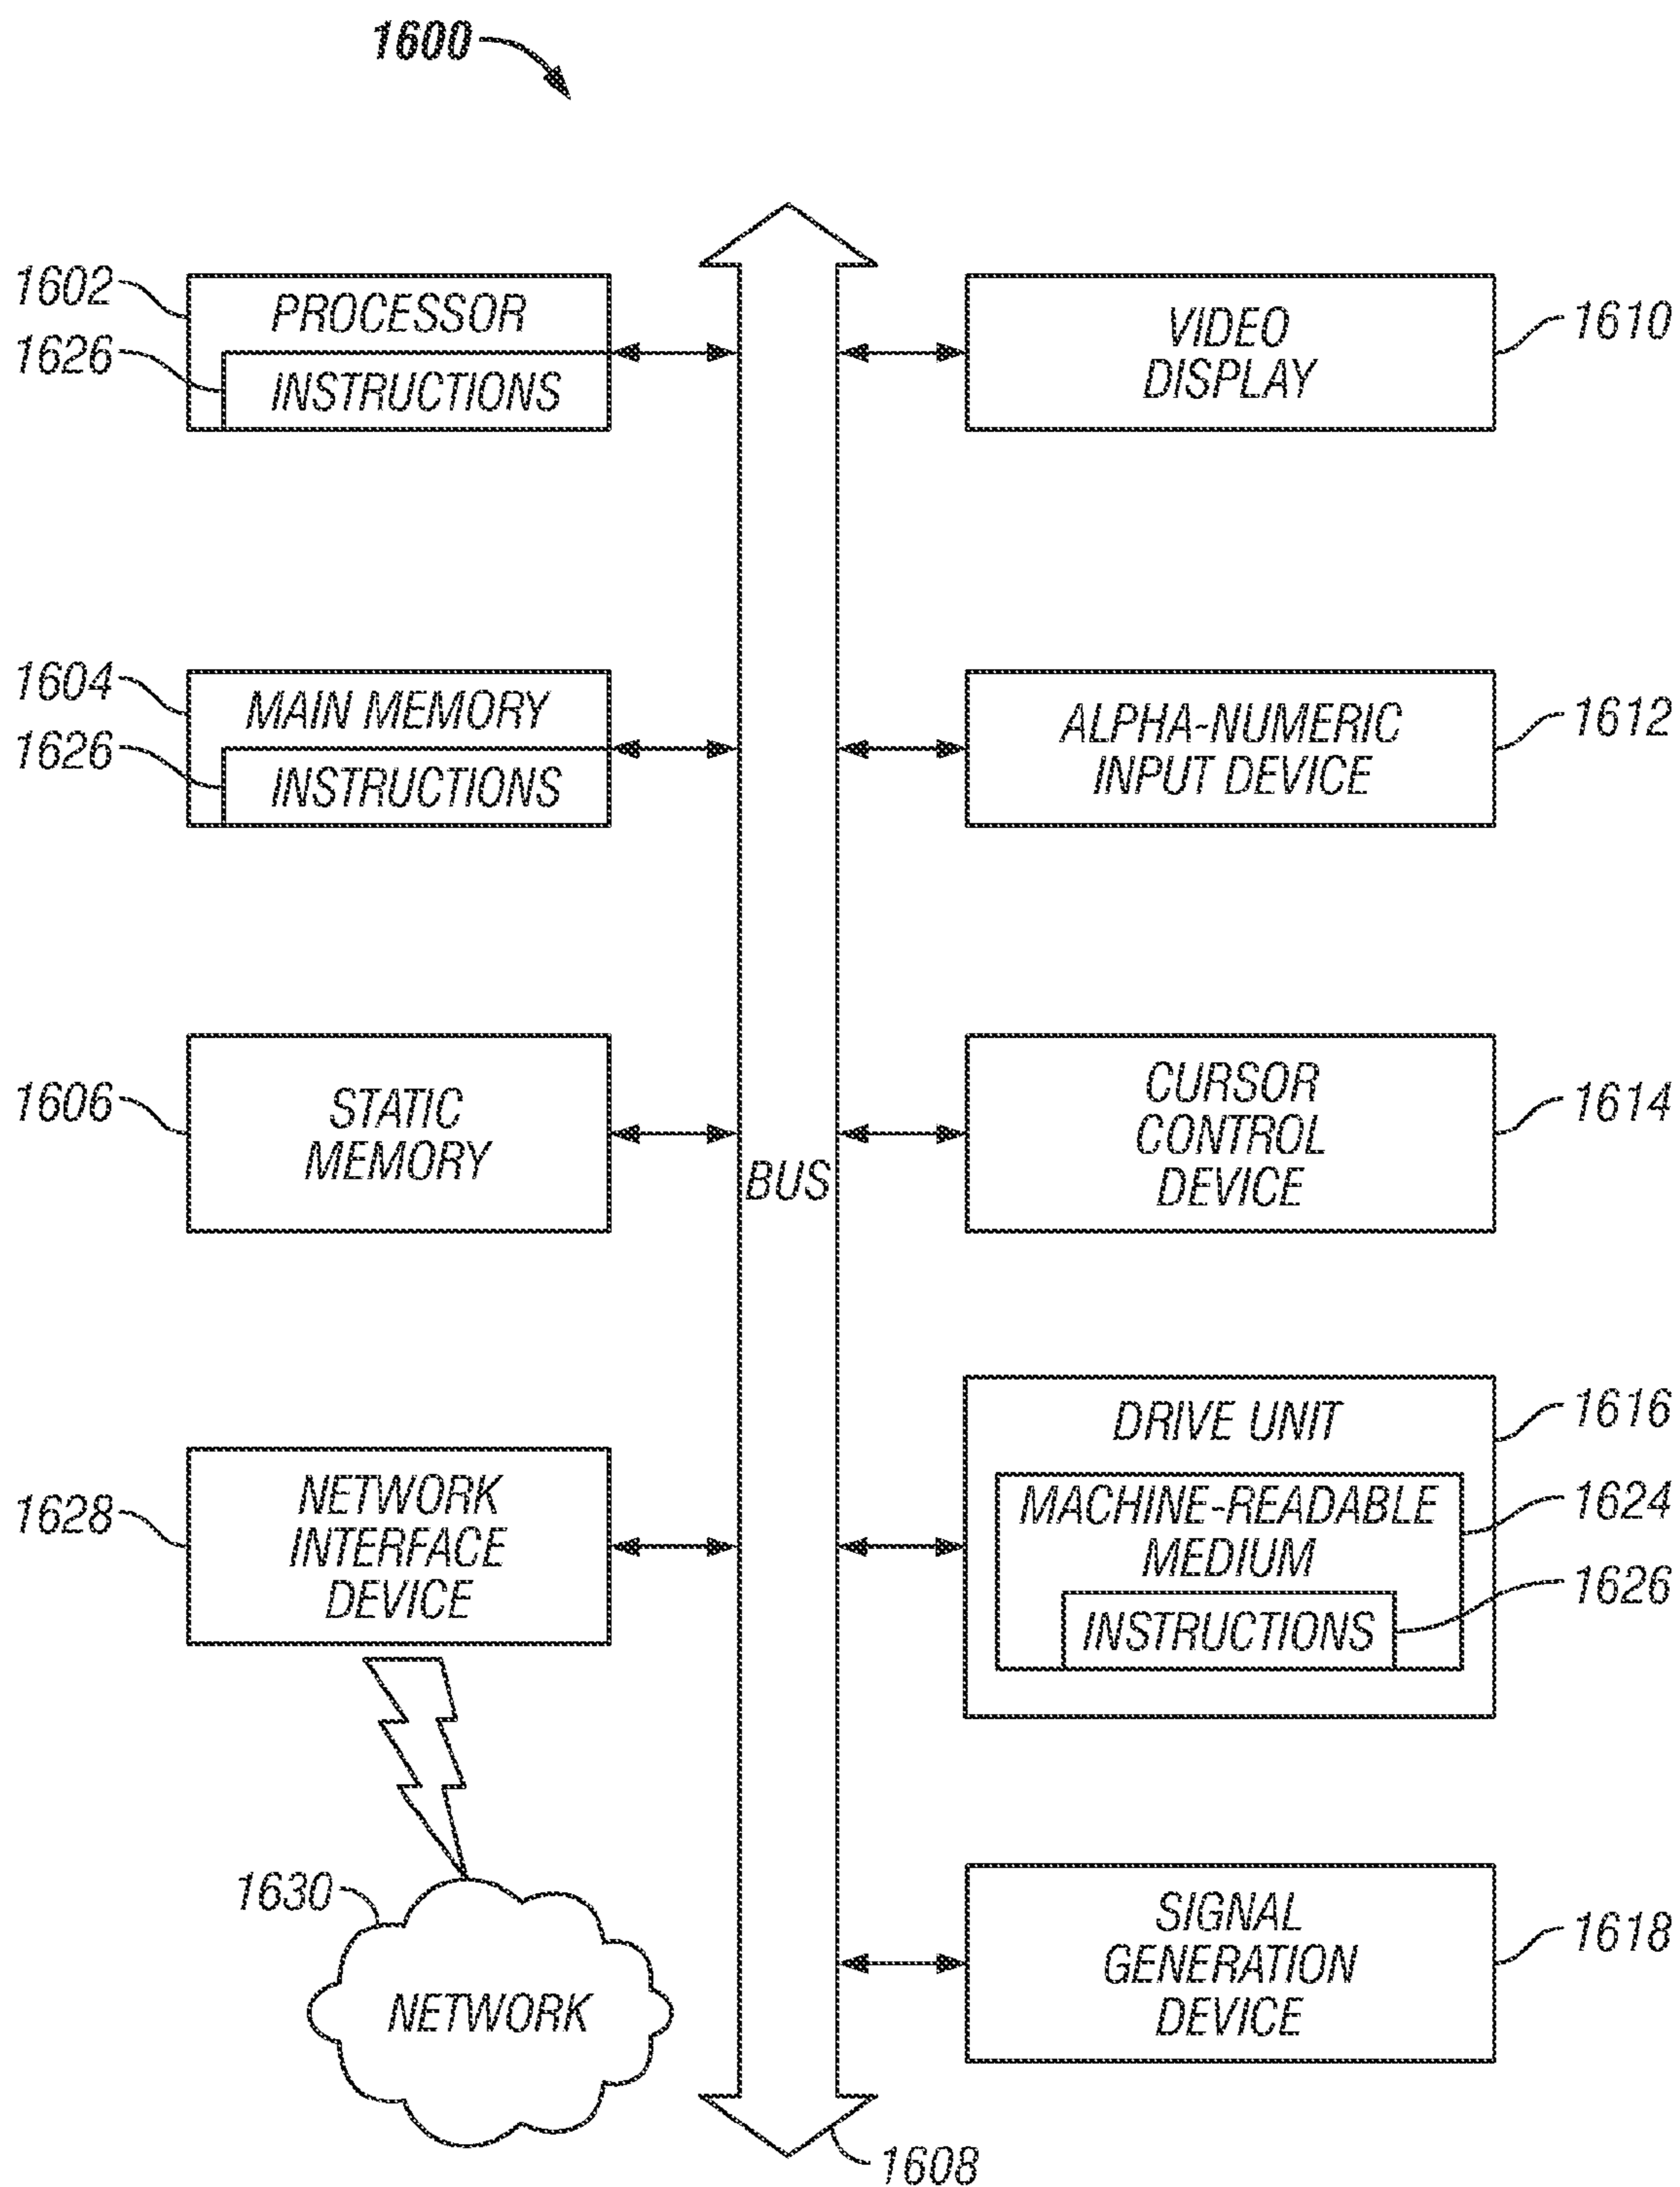 1600
1602
PROCESSOR
1626
INSTRUCTIONS
VIDEO
DISPLAY
1610
1604
MAIN MEMORY
1626
INSTRUCTIONS
ALPHA-NUMERIC
INPUT DEVICE
1612
1606
STATIC
MEMORY
BUS
CURSOR
CONTROL
DEVICE
1614
1628
NETWORK
INTERFACE
DEVICE
DRIVE UNIT
1616
MACHINE-READABLE
MEDIUM
1624
INSTRUCTIONS
1626
1630
NETWORK
SIGNAL
GENERATION
DEVICE
1618
1608